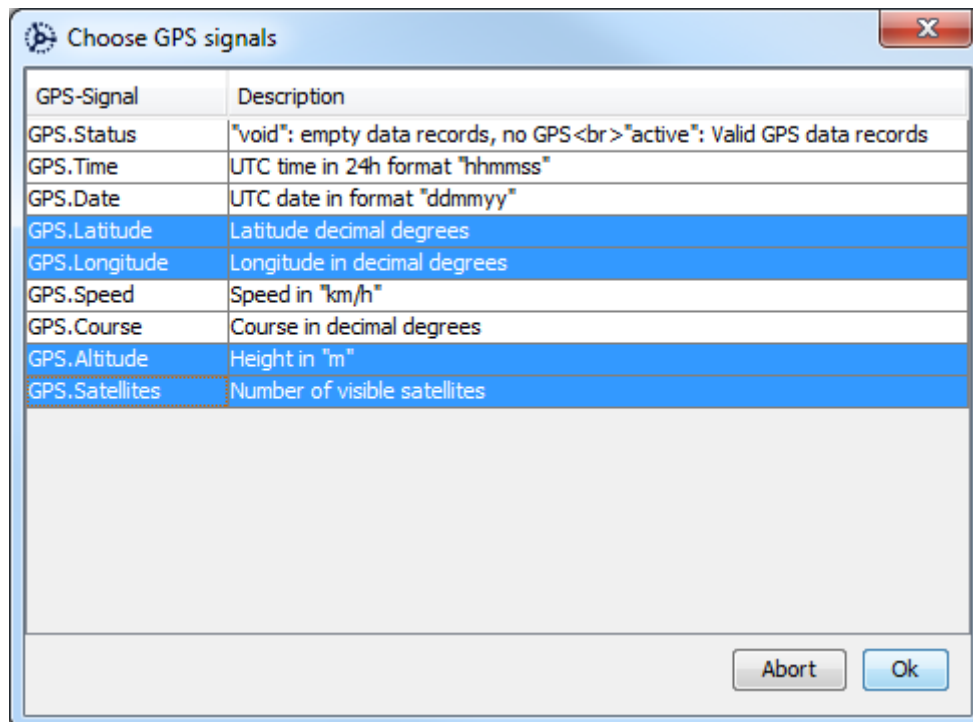 Choose GPS signals
GPS-Signal Description
GPS.Status "void": empty data records, no GPS<br>"active": Valid GPS data records
GPS.Time UTC time in 24h format "hhmmss"
GPS.Date UTC date in format "ddmmyy"
GPS.Latitude Latitude decimal degrees
GPS.Longitude Longitude in decimal degrees
GPS.Speed Speed in "km/h"
GPS.Course Course in decimal degrees
GPS.Altitude Height in "m"
GPS.Satellites Number of visible satellites
Abort Ok